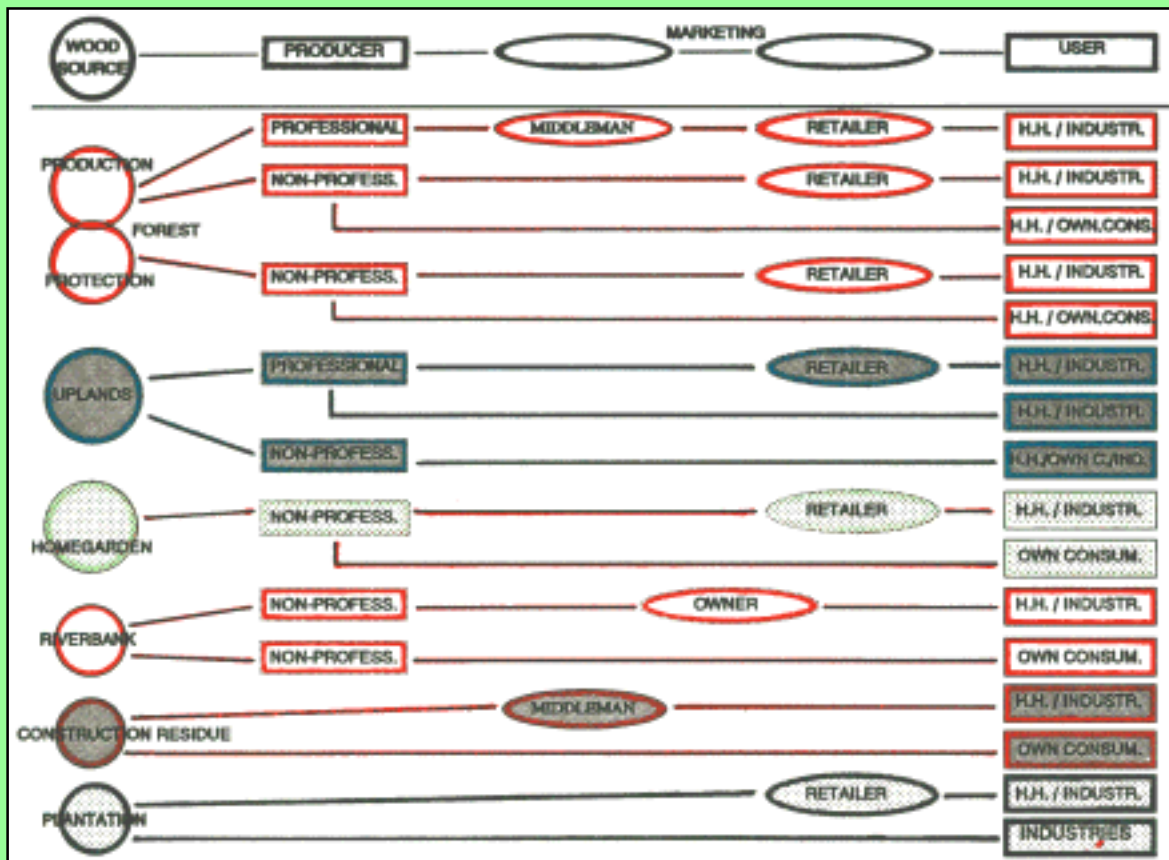 WOOD
SOURCE
PRODUCER
MARKETING
USER
PROFESSIONAL
MIDDLEMAN
RETAILER
H.H. / INDUSTR.
PRODUCTION
NON-PROFESS.
RETAILER
H.H. / INDUSTR.
FOREST
H.H. / OWN.CONS.
PROTECTION
NON-PROFESS.
RETAILER
H.H. / INDUSTR.
H.H. / OWN.CONS.
UPLANDS
PROFESSIONAL
RETAILER
H.H. / INDUSTR.
H.H. / INDUSTR.
NON-PROFESS.
H.H./OWN C./IND.
HOMEGARDEN
NON-PROFESS.
RETAILER
H.H. / INDUSTR.
OWN CONSUM.
RIVERBANK
NON-PROFESS.
OWNER
H.H. / INDUSTR.
NON-PROFESS.
OWN CONSUM.
CONSTRUCTION RESIDUE
MIDDLEMAN
H.H. / INDUSTR.
OWN CONSUM.
PLANTATION
RETAILER
H.H. / INDUSTR.
INDUSTRIES